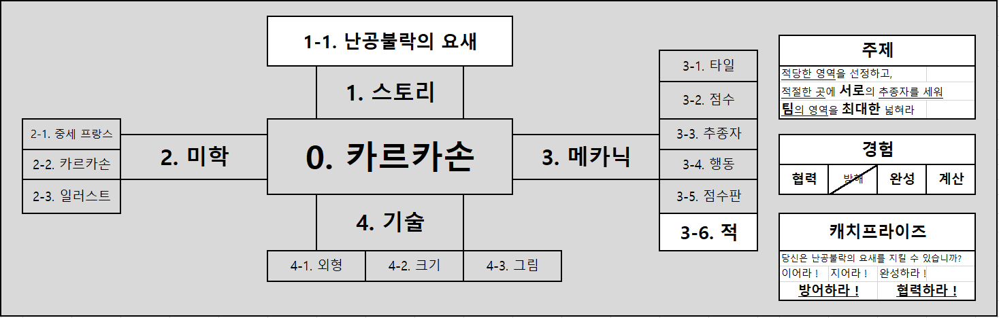 1-1. 난공불락의 요새
1. 스토리
2-1. 중세 프랑스
2-2. 카르카손
2-3. 일러스트
2. 미학
0. 카르카손
3. 메카닉
3-1. 타일
3-2. 점수
3-3. 추종자
3-4. 행동
3-5. 점수판
3-6. 적
4. 기술
4-1. 외형
4-2. 크기
4-3. 그림
주제
적당한 영역을 선정하고,
적절한 곳에 서로의 추종자를 세워
팀의 영역을 최대한 넓혀라
경험
협력 방해 완성 계산
캐치프라이즈
당신은 난공불락의 요새를 지킬 수 있습니까?
이어라 ! 지어라 ! 완성하라 !
방어하라 ! 협력하라 !